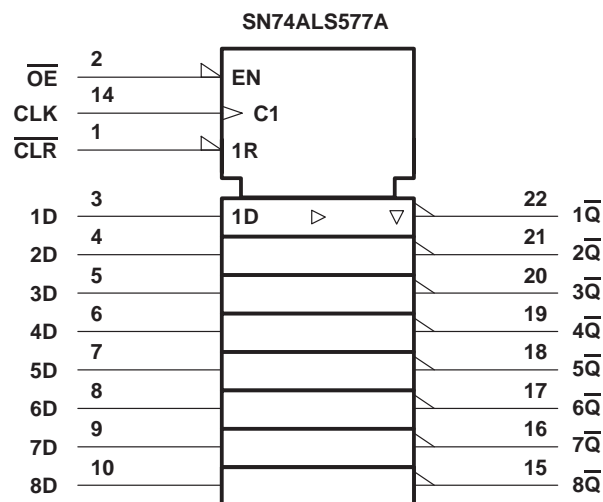 SN74ALS577A
O̅E̅ 2 EN
CLK 14 C1
C̅L̅R̅ 1 1R
1D 3 1D 22 1Q̅
2D 4 21 2Q̅
3D 5 20 3Q̅
4D 6 19 4Q̅
5D 7 18 5Q̅
6D 8 17 6Q̅
7D 9 16 7Q̅
8D 10 15 8Q̅